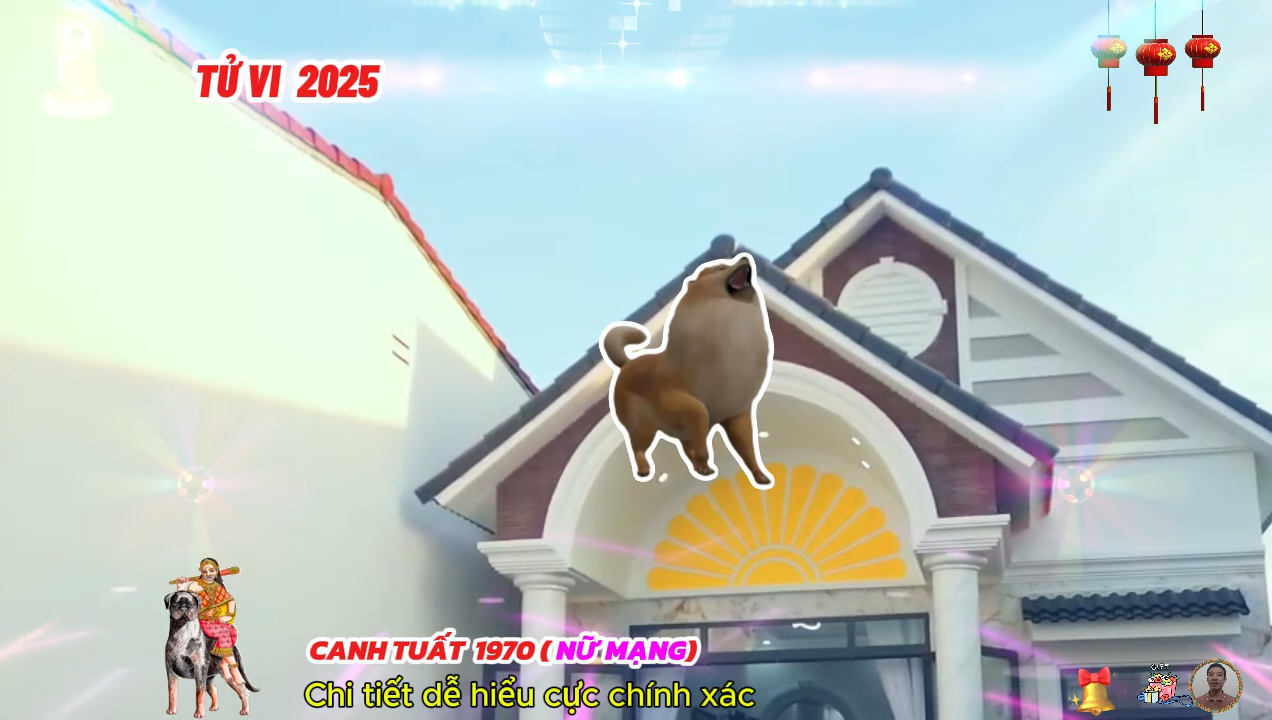 TỬ VI 2025
CANH TUẤT 1970 ( NỮ MẠNG)
Chi tiết dễ hiểu cực chính xác